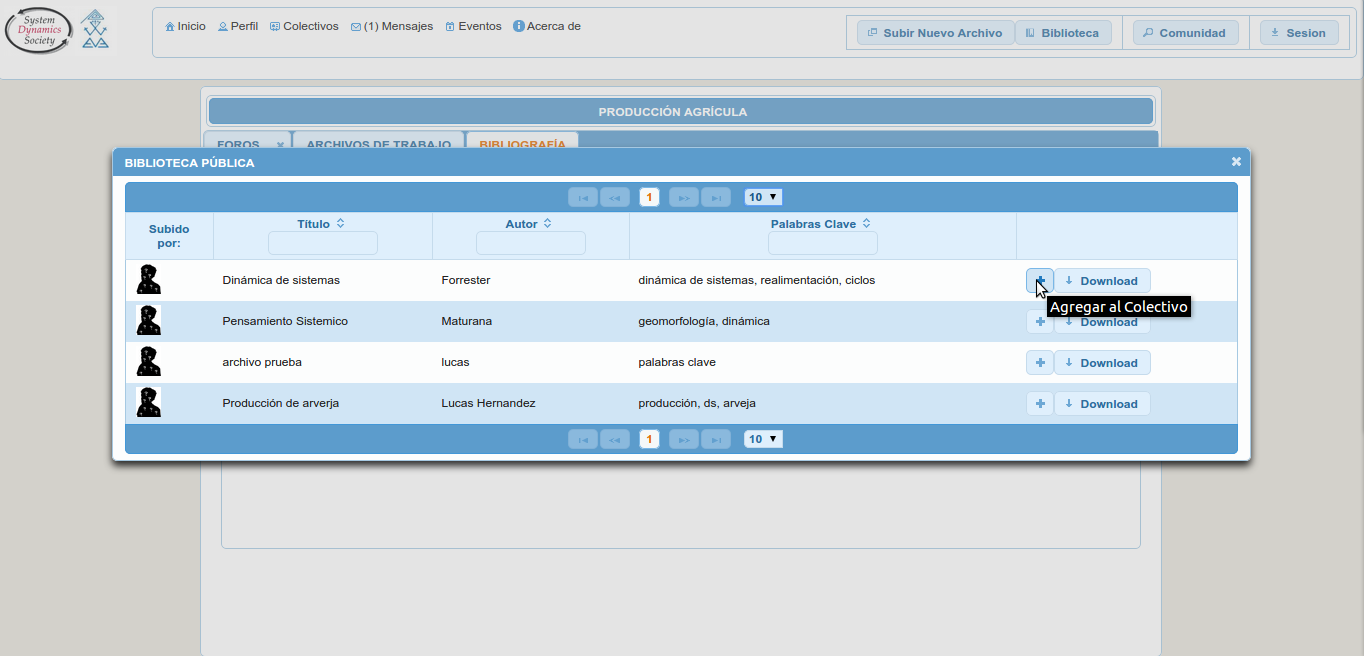 System
Dynamics
Society
Inicio Perfil Colectivos (1) Mensajes Eventos Acerca de
Subir Nuevo Archivo Biblioteca Comunidad Sesion
PRODUCCIÓN AGRÍCULA
FOROS ARCHIVOS DE TRABAJO BIBLIOGRAFÍA
BIBLIOTECA PÚBLICA
1 10
Subido por: Título Autor Palabras Clave
Dinámica de sistemas Forrester dinámica de sistemas, realimentación, ciclos Download
Agregar al Colectivo
Pensamiento Sistemico Maturana geomorfología, dinámica Download
archivo prueba lucas palabras clave Download
Producción de arverja Lucas Hernandez producción, ds, arveja Download
1 10